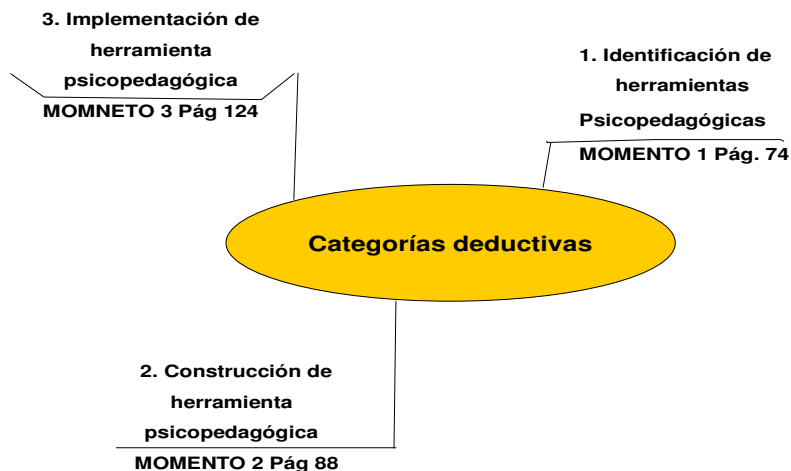 3. Implementación de
herramienta
psicopedagógica
MOMNETO 3 Pág 124
1. Identificación de
herramientas
Psicopedagógicas
MOMENTO 1 Pág. 74
Categorías deductivas
2. Construcción de
herramienta
psicopedagógica
MOMENTO 2 Pág 88